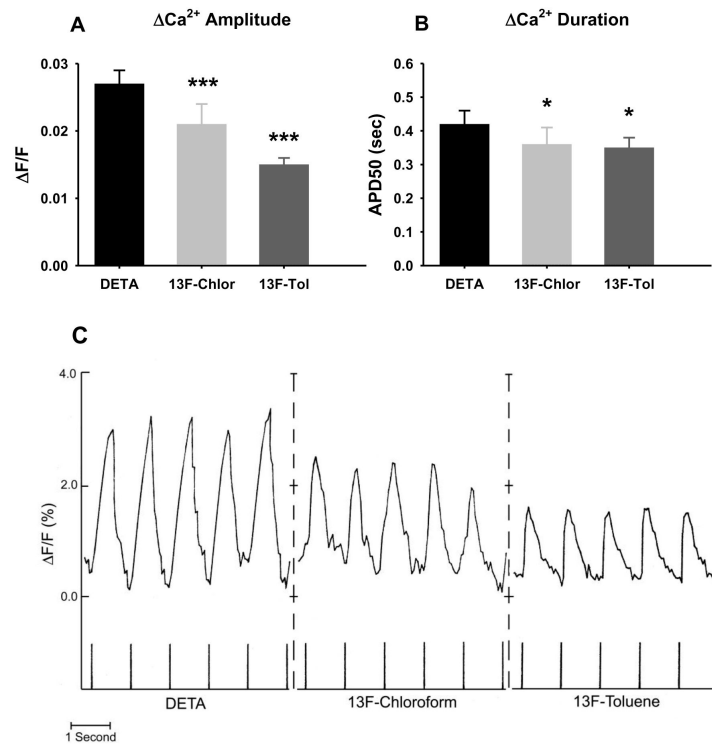 A
ΔCa2+ Amplitude
0.03
0.02
0.01
0.00
ΔF/F
***
***
DETA
13F-Chlor
13F-Tol
B
ΔCa2+ Duration
0.6
0.5
0.4
0.3
0.2
0.1
0.0
APD50 (sec)
*
*
DETA
13F-Chlor
13F-Tol
C
4.0
2.0
0.0
ΔF/F (%)
DETA
13F-Chloroform
13F-Toluene
1 Second